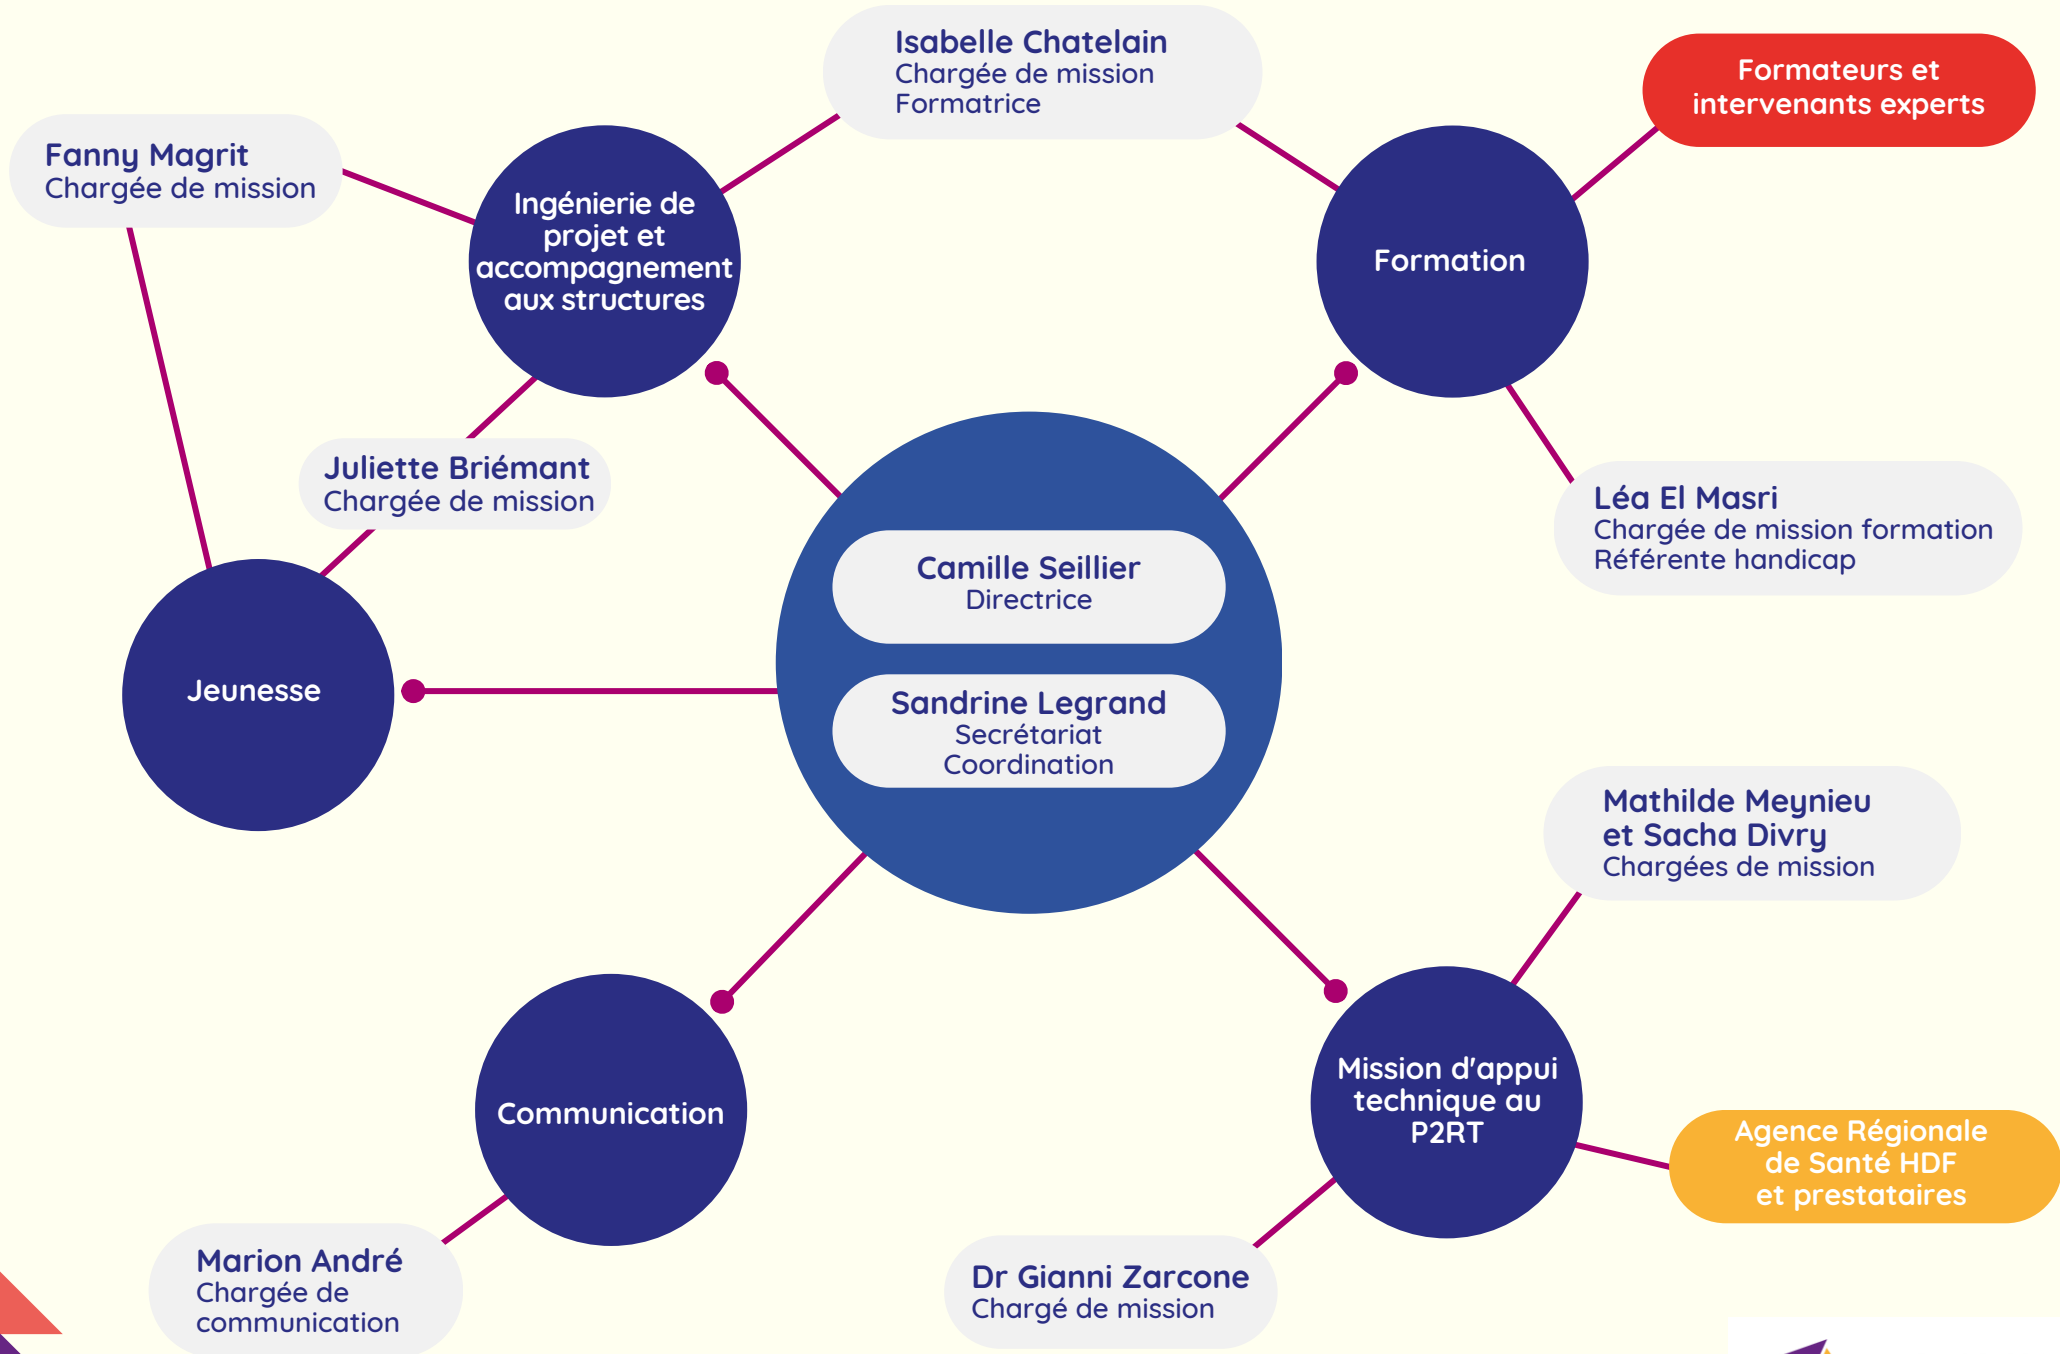 Isabelle Chatelain
Chargée de mission
Formatrice
Formateurs et
intervenants experts
Fanny Magrit
Chargée de mission
Ingénierie de
projet et
accompagnement
aux structures
Formation
Juliette Briémant
Chargée de mission
Léa El Masri
Chargée de mission formation
Référente handicap
Camille Seillier
Directrice
Jeunesse
Sandrine Legrand
Secrétariat
Coordination
Mathilde Meynieu
et Sacha Divry
Chargées de mission
Communication
Mission d'appui
technique au
P2RT
Agence Régionale
de Santé HDF
et prestataires
Marion André
Chargée de
communication
Dr Gianni Zarcone
Chargé de mission